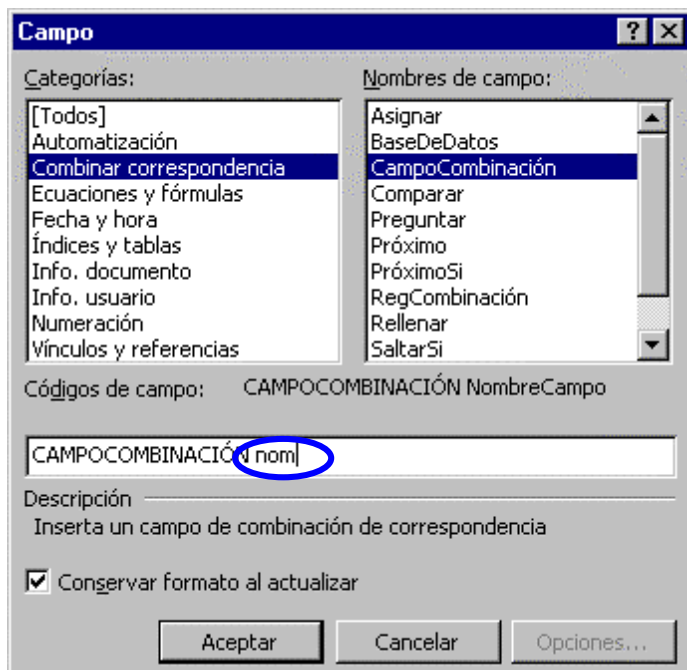 Campo
Categorías:
[Todos]
Automatización
Combinar correspondencia
Ecuaciones y fórmulas
Fecha y hora
Índices y tablas
Info. documento
Info. usuario
Numeración
Vínculos y referencias
Nombres de campo:
Asignar
BaseDeDatos
CampoCombinación
Comparar
Preguntar
Próximo
PróximoSi
RegCombinación
Rellenar
SaltarSi
Códigos de campo: CAMPOCOMBINACIÓN NombreCampo
CAMPOCOMBINACIÓN nom
Descripción
Inserta un campo de combinación de correspondencia
Conservar formato al actualizar
Aceptar Cancelar Opciones...